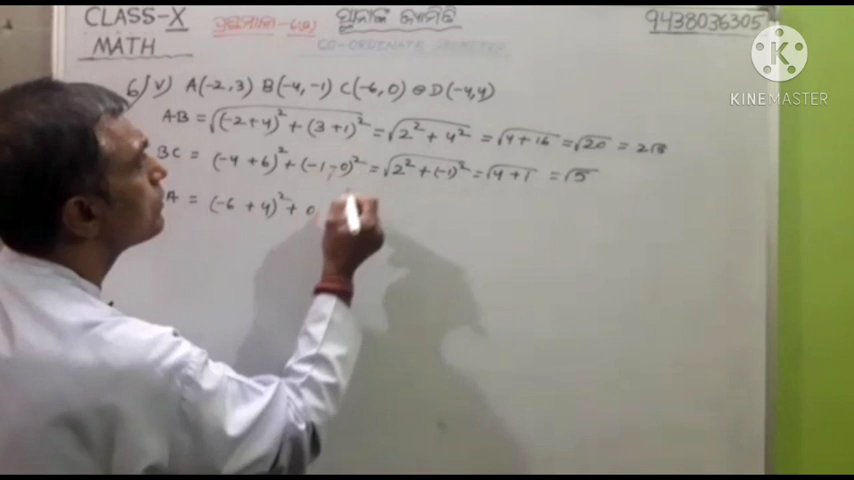 CLASS-X
MATH
ପ୍ରଶ୍ନମାଳା-6(a)
ସ୍ଥାନାଙ୍କ ଜ୍ୟାମିତି
CO-ORDINATE GEOMETRY
9438036305
KINEMASTER
6)(v) A(-2,3) B(-4,-1) C(-6,0) ଓ D(-4,4)
AB = √(-2+4)² + (3+1)² = √2² + 4² = √4+16 = √20 = 2√5
BC = (-4+6)² + (-1-0)² = √2² + (-1)² = √4+1 = √5
A = (-6+4)² + 0